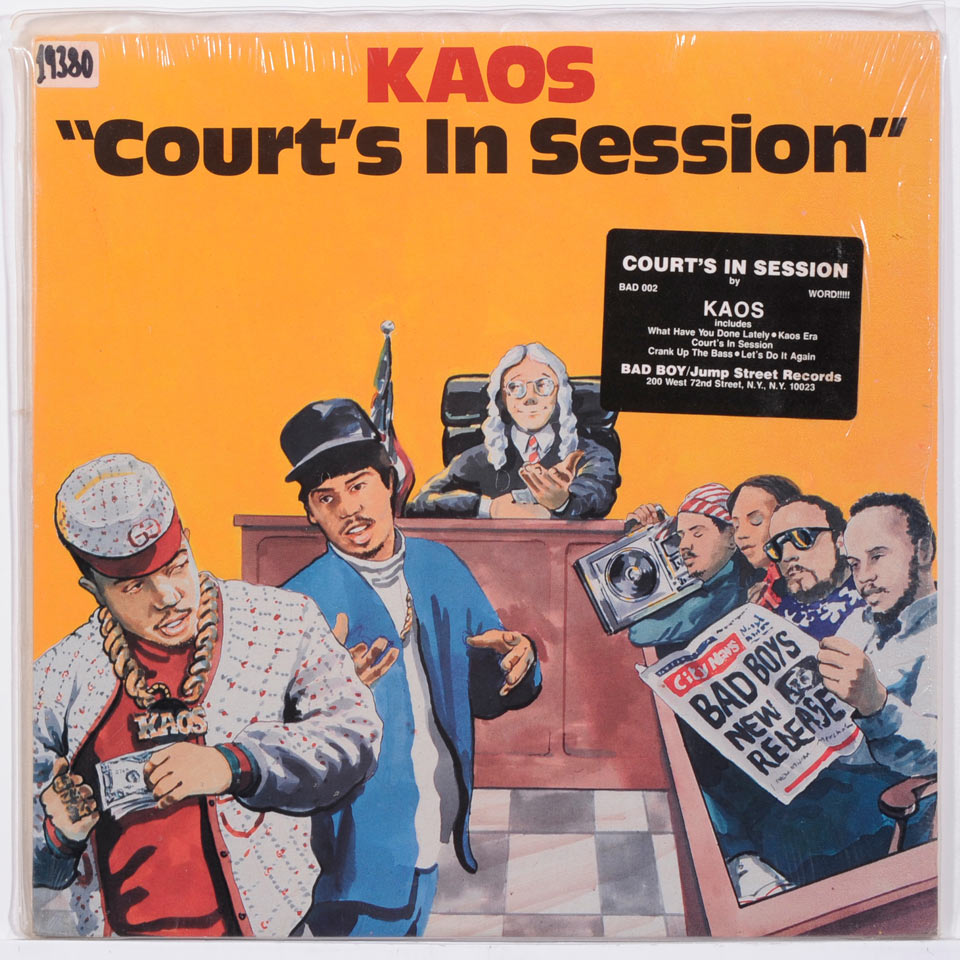 19380
KAOS
"Court's In Session"
COURT'S IN SESSION
by
BAD 002
WORD!!!!!
KAOS
includes
What Have You Done Lately • Kaos Era
Court's In Session
Crank Up The Bass • Let's Do It Again
BAD BOY/Jump Street Records
200 West 72nd Street, N.Y., N.Y. 10023
KAOS
City News
BAD BOYS
NEW
RELEASE